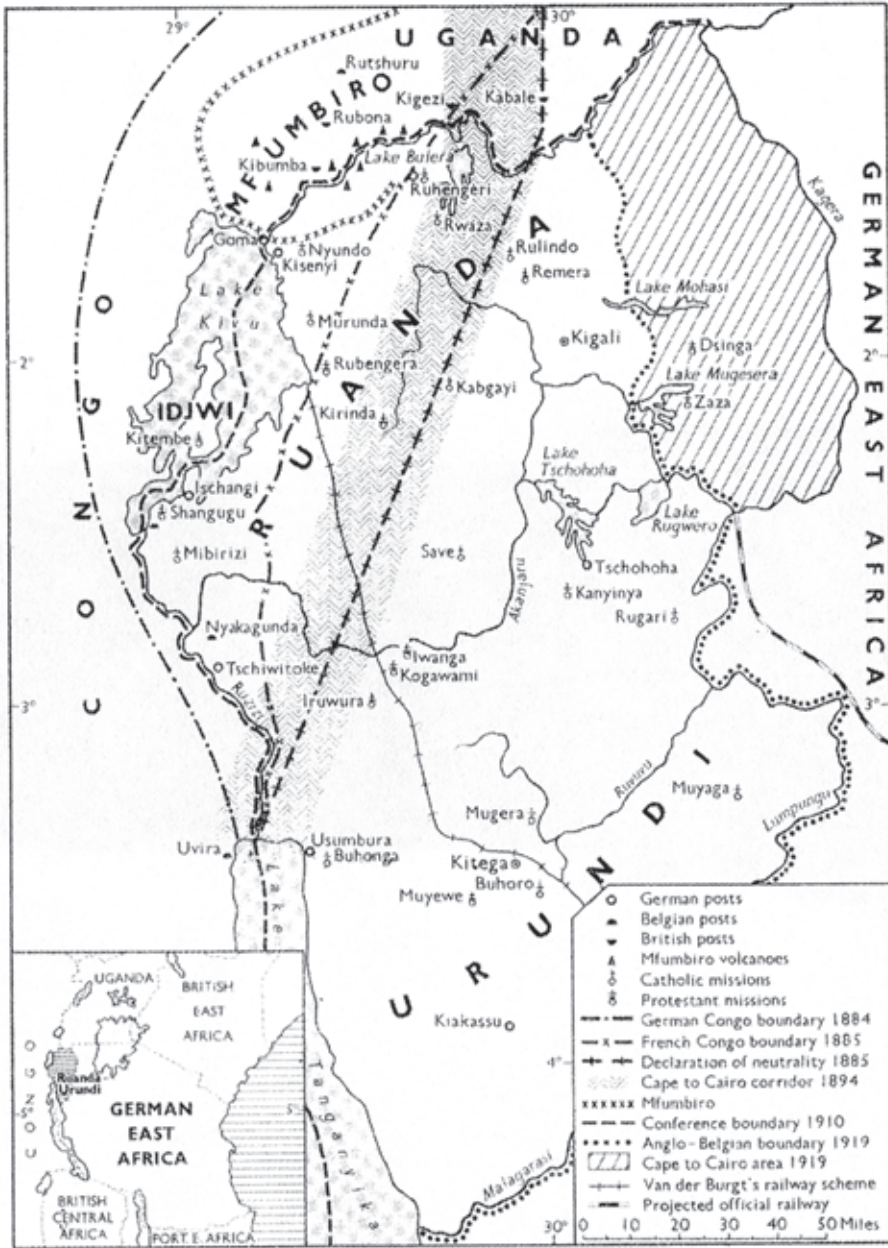 29°
30°
UGANDA
Rutshuru
MFUMBIRO
Kigezi
Kabale
Rubona
Lake Bulera
Kibumba
Ruhengeri
Rwaza
Goma
Nyundo
Kisenyi
Rulindo
Remera
Kagera
GERMAN EAST AFRICA
Lake Kivu
Murunda
Lake Mohasi
Kigali
Dsinga
2°
2°
Rubengera
Lake Mugesera
Kabgayi
Zaza
IDJWI
Kirinda
Kitembe
RUANDA
Lake Tschohoha
Ischangi
Shangugu
Lake Rugwero
CONGO
Mibirizi
Save
Akanjaru
Tschohoha
Kanyinya
Rugari
Nyakagunda
Iwanga
Tschiwitoke
Kogawami
Iruwura
3°
3°
Ruvuvu
Muyaga
Lumpungu
Mugera
Uvira
Usumbura
Buhonga
Kitega
Buhoro
Muyewe
URUNDI
Lake Tanganyika
Kiakassu
4°
Malagarasi
30°
German posts
Belgian posts
British posts
Mfumbiro volcanoes
Catholic missions
Protestant missions
German Congo boundary 1884
French Congo boundary 1885
Declaration of neutrality 1885
Cape to Cairo corridor 1894
Mfumbiro
Conference boundary 1910
Anglo-Belgian boundary 1919
Cape to Cairo area 1919
Van der Burgt's railway scheme
Projected official railway
0 10 20 30 40 50 Miles
UGANDA
BRITISH
EAST
AFRICA
CONGO
Ruanda
Urundi
GERMAN
EAST
AFRICA
5°
BRITISH
CENTRAL
AFRICA
PORT. E. AFRICA